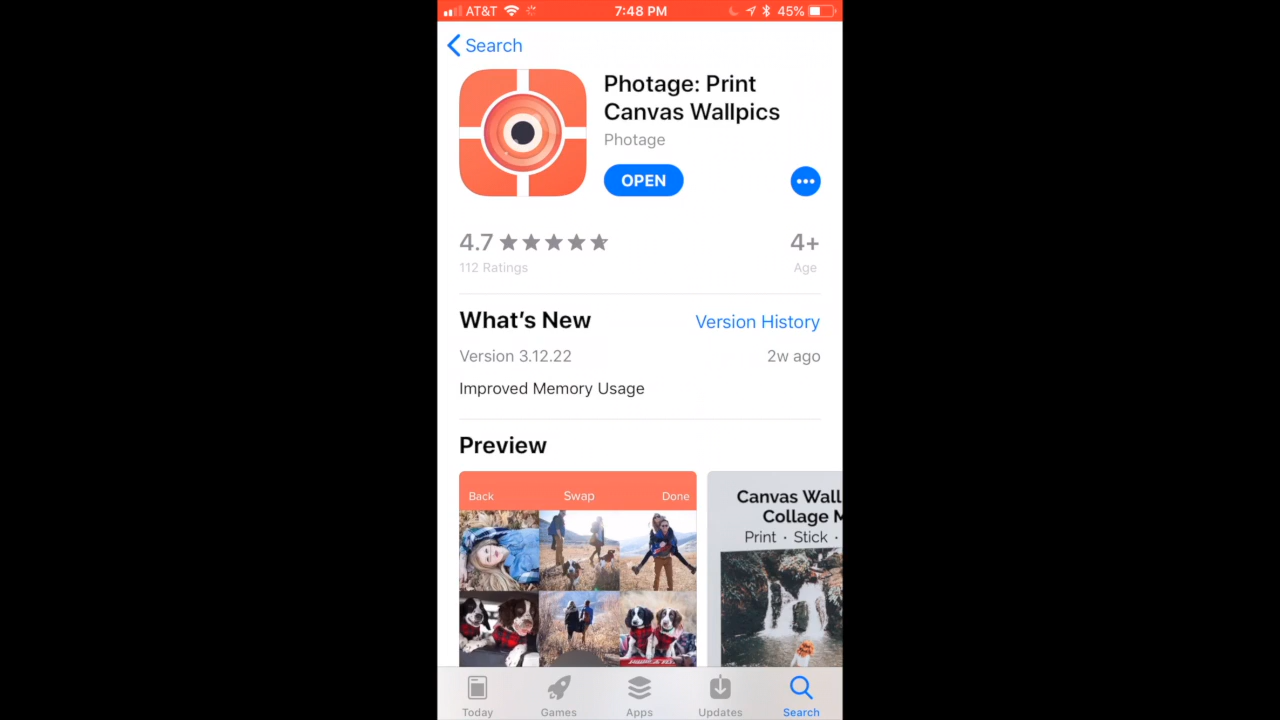 AT&T 7:48 PM 45%
Search
Photage: Print
Canvas Wallpics
Photage
OPEN
4.7 4+
112 Ratings Age
What's New Version History
Version 3.12.22 2w ago
Improved Memory Usage
Preview
Back Swap Done
Canvas Wall
Collage M
Print · Stick ·
Today Games Apps Updates Search